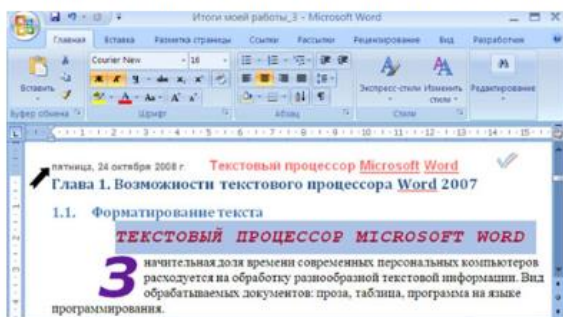 Итоги моей работы_3 - Microsoft Word
Главная Вставка Разметка страницы Ссылки Рассылки Рецензирование Вид Разработчик
Courier New 18
Вставить Экспресс-стили Изменить стили Редактирование
Буфер обмена Шрифт Абзац Стили
пятница, 24 октября 2008 г. Текстовый процессор Microsoft Word
Глава 1. Возможности текстового процессора Word 2007
1.1. Форматирование текста
ТЕКСТОВЫЙ ПРОЦЕССОР MICROSOFT WORD
Значительная доля времени современных персональных компьютеров
расходуется на обработку разнообразной текстовой информации. Вид
обрабатываемых документов: проза, таблица, программа на языке
программирования.